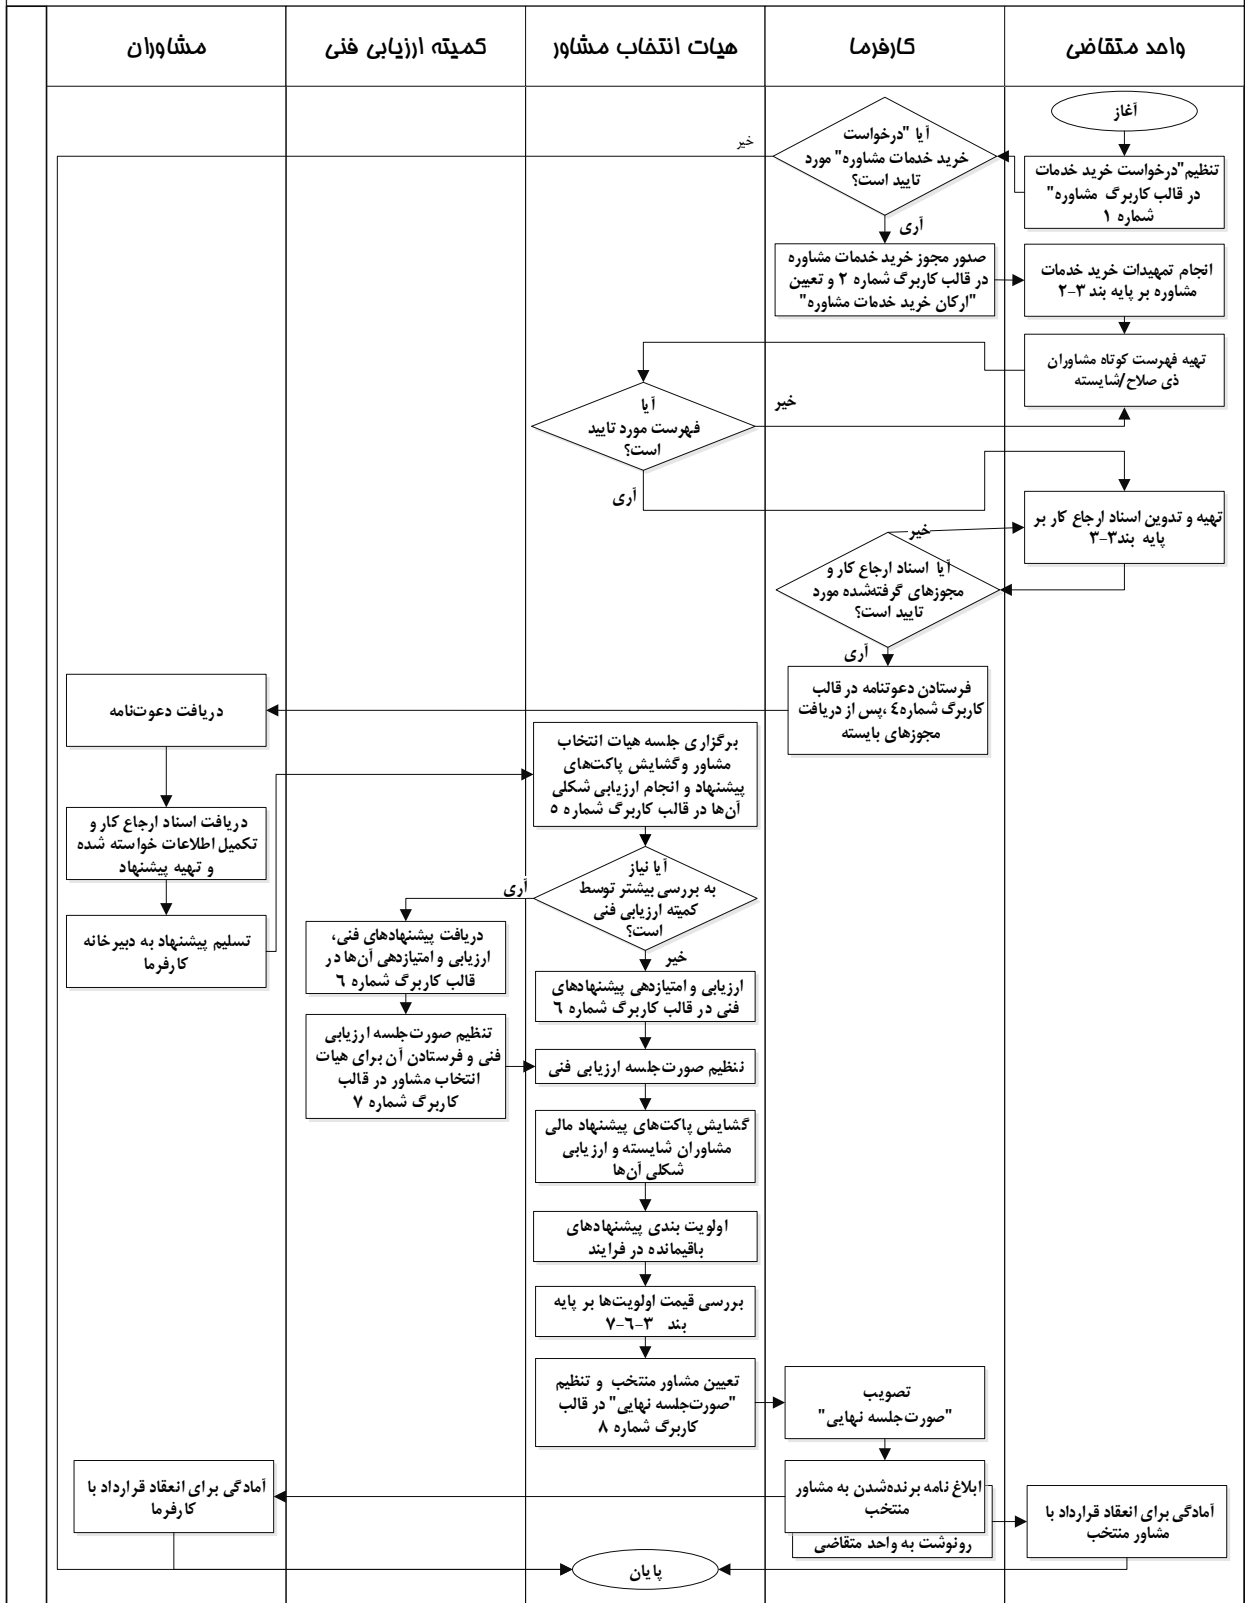 واحد متقاضی
کارفرما
هیات انتخاب مشاور
کمیته ارزیابی فنی
مشاوران
آغاز
تنظیم"درخواست خرید خدمات
در قالب کاربرگ مشاوره"
شماره ۱
آیا "درخواست
خرید خدمات مشاوره" مورد
تایید است؟
خیر
آری
صدور مجوز خرید خدمات مشاوره
در قالب کاربرگ شماره ۲ و تعیین
"ارکان خرید خدمات مشاوره"
انجام تمهیدات خرید خدمات
مشاوره بر پایه بند ۳-۲
تهیه فهرست کوتاه مشاوران
ذی صلاح/شایسته
آیا
فهرست مورد تایید
است؟
خیر
آری
تهیه و تدوین اسناد ارجاع کار بر
پایه بند۳-۳
خیر
آیا اسناد ارجاع کار و
مجوزهای گرفته‌شده مورد
تایید است؟
آری
فرستادن دعوتنامه در قالب
کاربرگ شماره٤ ،پس از دریافت
مجوزهای بایسته
دریافت دعوت‌نامه
دریافت اسناد ارجاع کار و
تکمیل اطلاعات خواسته شده
و تهیه پیشنهاد
تسلیم پیشنهاد به دبیرخانه
کارفرما
برگزاری جلسه هیات انتخاب
مشاور وگشایش پاکت‌های
پیشنهاد و انجام ارزیابی شکلی
آن‌ها در قالب کاربرگ شماره ٥
آیا نیاز
به بررسی بیشتر توسط
کمیته ارزیابی فنی
است؟
آری
خیر
دریافت پیشنهادهای فنی،
ارزیابی و امتیازدهی آن‌ها در
قالب کاربرگ شماره ٦
ارزیابی و امتیازدهی پیشنهادهای
فنی در قالب کاربرگ شماره ٦
تنظیم صورت‌جلسه ارزیابی
فنی و فرستادن آن برای هیات
انتخاب مشاور در قالب
کاربرگ شماره ۷
تنظیم صورت‌جلسه ارزیابی فنی
گشایش پاکت‌های پیشنهاد مالی
مشاوران شایسته و ارزیابی
شکلی آن‌ها
اولویت بندی پیشنهادهای
باقیمانده در فرایند
بررسی قیمت اولویت‌ها بر پایه
بند ۳-٦-۷
تعیین مشاور منتخب و تنظیم
"صورت‌جلسه نهایی" در قالب
کاربرگ شماره ۸
تصویب
"صورت‌جلسه نهایی"
ابلاغ نامه برنده‌شدن به مشاور
منتخب
رونوشت به واحد متقاضی
آمادگی برای انعقاد قرارداد با
کارفرما
آمادگی برای انعقاد قرارداد با
مشاور منتخب
پایان